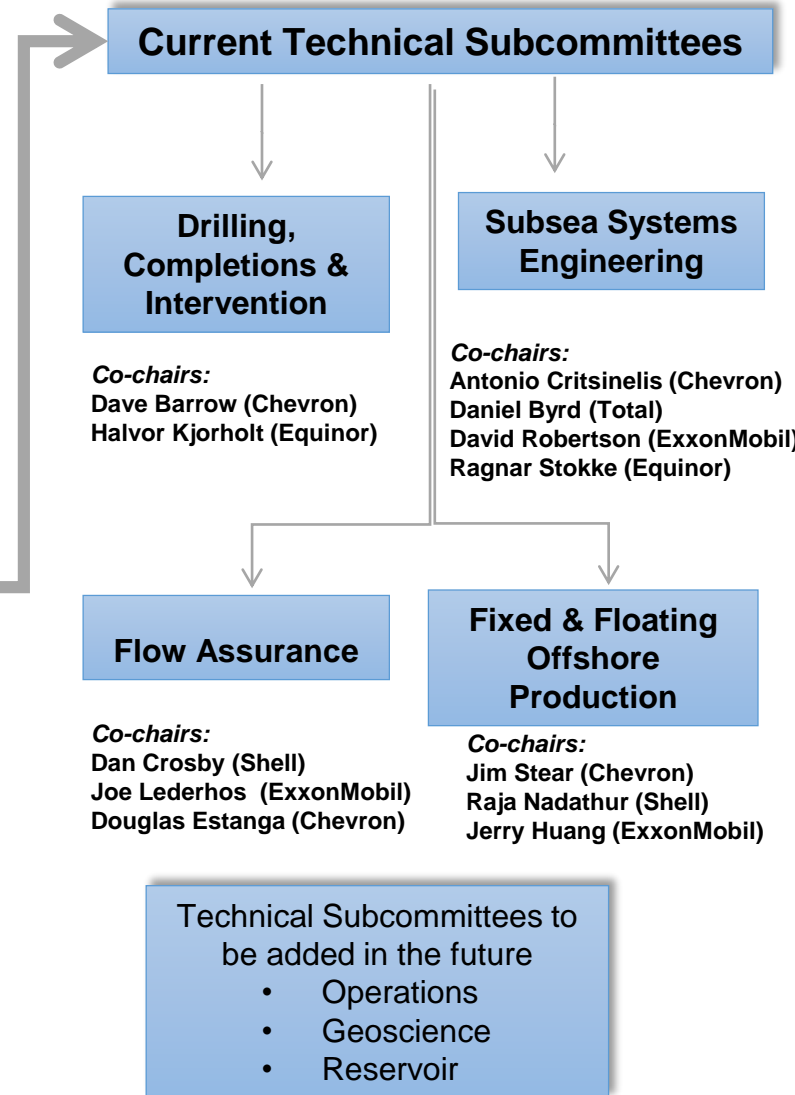 Current Technical Subcommittees
Drilling,
Completions &
Intervention
Co-chairs:
Dave Barrow (Chevron)
Halvor Kjorholt (Equinor)
Subsea Systems
Engineering
Co-chairs:
Antonio Critsinelis (Chevron)
Daniel Byrd (Total)
David Robertson (ExxonMobil)
Ragnar Stokke (Equinor)
Flow Assurance
Co-chairs:
Dan Crosby (Shell)
Joe Lederhos (ExxonMobil)
Douglas Estanga (Chevron)
Fixed & Floating
Offshore
Production
Co-chairs:
Jim Stear (Chevron)
Raja Nadathur (Shell)
Jerry Huang (ExxonMobil)
Technical Subcommittees to
be added in the future
• Operations
• Geoscience
• Reservoir